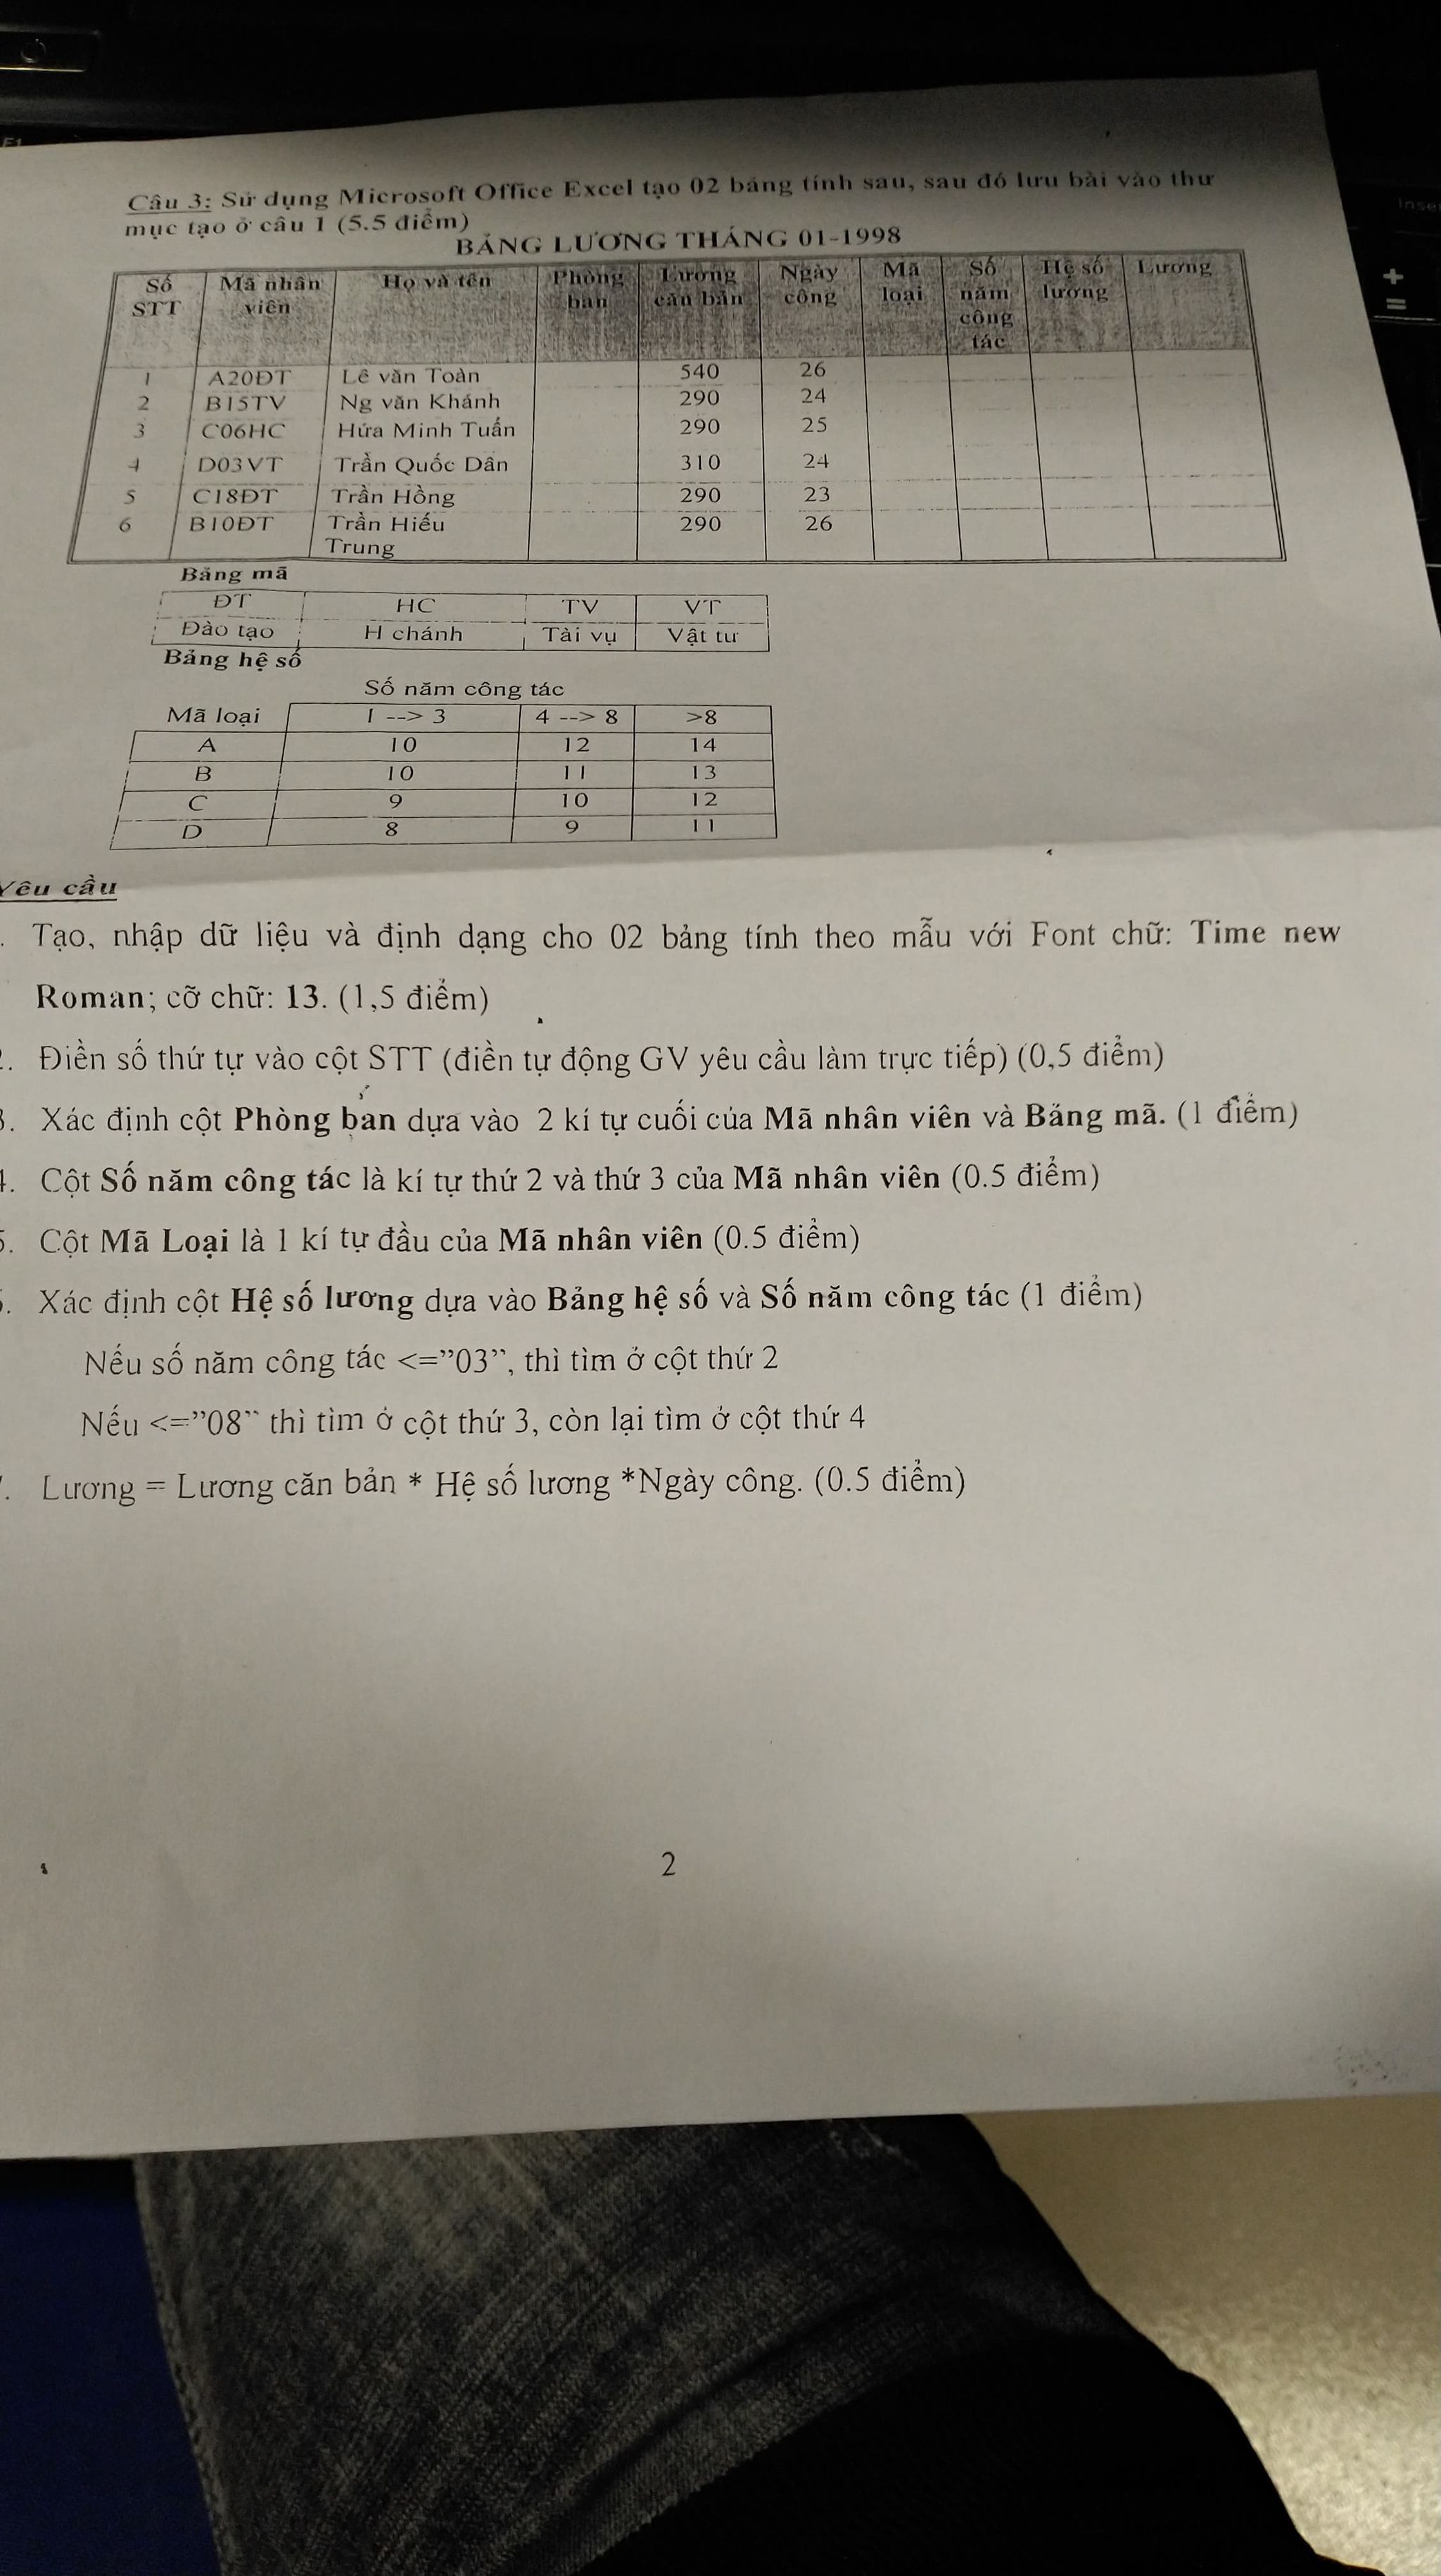 Câu 3: Sử dụng Microsoft Office Excel tạo 02 bảng tính sau, sau đó lưu bài vào thư
mục tạo ở câu 1 (5.5 điểm)
BẢNG LƯƠNG THÁNG 01-1998
Số STT Mã nhân viên Họ và tên Phòng ban Lương căn bản Ngày công Mã loại Số năm công tác Hệ số lương Lương
1 A20ĐT Lê văn Toàn 540 26
2 B15TV Ng văn Khánh 290 24
3 C06HC Hứa Minh Tuấn 290 25
4 D03VT Trần Quốc Dân 310 24
5 C18ĐT Trần Hồng 290 23
6 B10ĐT Trần Hiếu Trung 290 26
Bảng mã
ĐT HC TV VT
Đào tạo H chánh Tài vụ Vật tư
Bảng hệ số
Số năm công tác
Mã loại 1 --> 3 4 --> 8 >8
A 10 12 14
B 10 11 13
C 9 10 12
D 8 9 11
Yêu cầu
. Tạo, nhập dữ liệu và định dạng cho 02 bảng tính theo mẫu với Font chữ: Time new
Roman; cỡ chữ: 13. (1,5 điểm)
2. Điền số thứ tự vào cột STT (điền tự động GV yêu cầu làm trực tiếp) (0,5 điểm)
3. Xác định cột Phòng ban dựa vào 2 kí tự cuối của Mã nhân viên và Bảng mã. (1 điểm)
4. Cột Số năm công tác là kí tự thứ 2 và thứ 3 của Mã nhân viên (0.5 điểm)
5. Cột Mã Loại là 1 kí tự đầu của Mã nhân viên (0.5 điểm)
6. Xác định cột Hệ số lương dựa vào Bảng hệ số và Số năm công tác (1 điểm)
Nếu số năm công tác <=”03”, thì tìm ở cột thứ 2
Nếu <=”08” thì tìm ở cột thứ 3, còn lại tìm ở cột thứ 4
. Lương = Lương căn bản * Hệ số lương *Ngày công. (0.5 điểm)
2
+
=